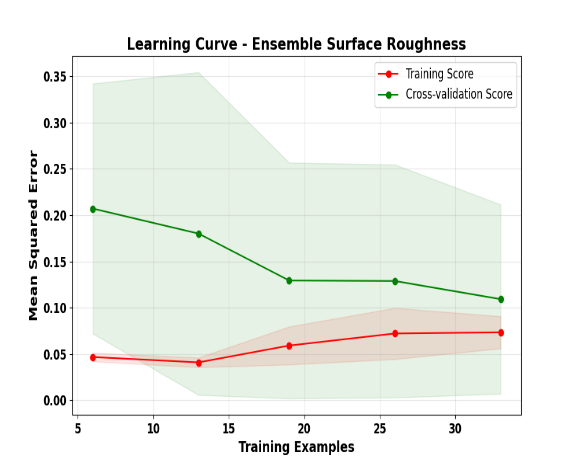 Learning Curve - Ensemble Surface Roughness
Training Score
Cross-validation Score
Mean Squared Error
0.35
0.30
0.25
0.20
0.15
0.10
0.05
0.00
5 10 15 20 25 30
Training Examples